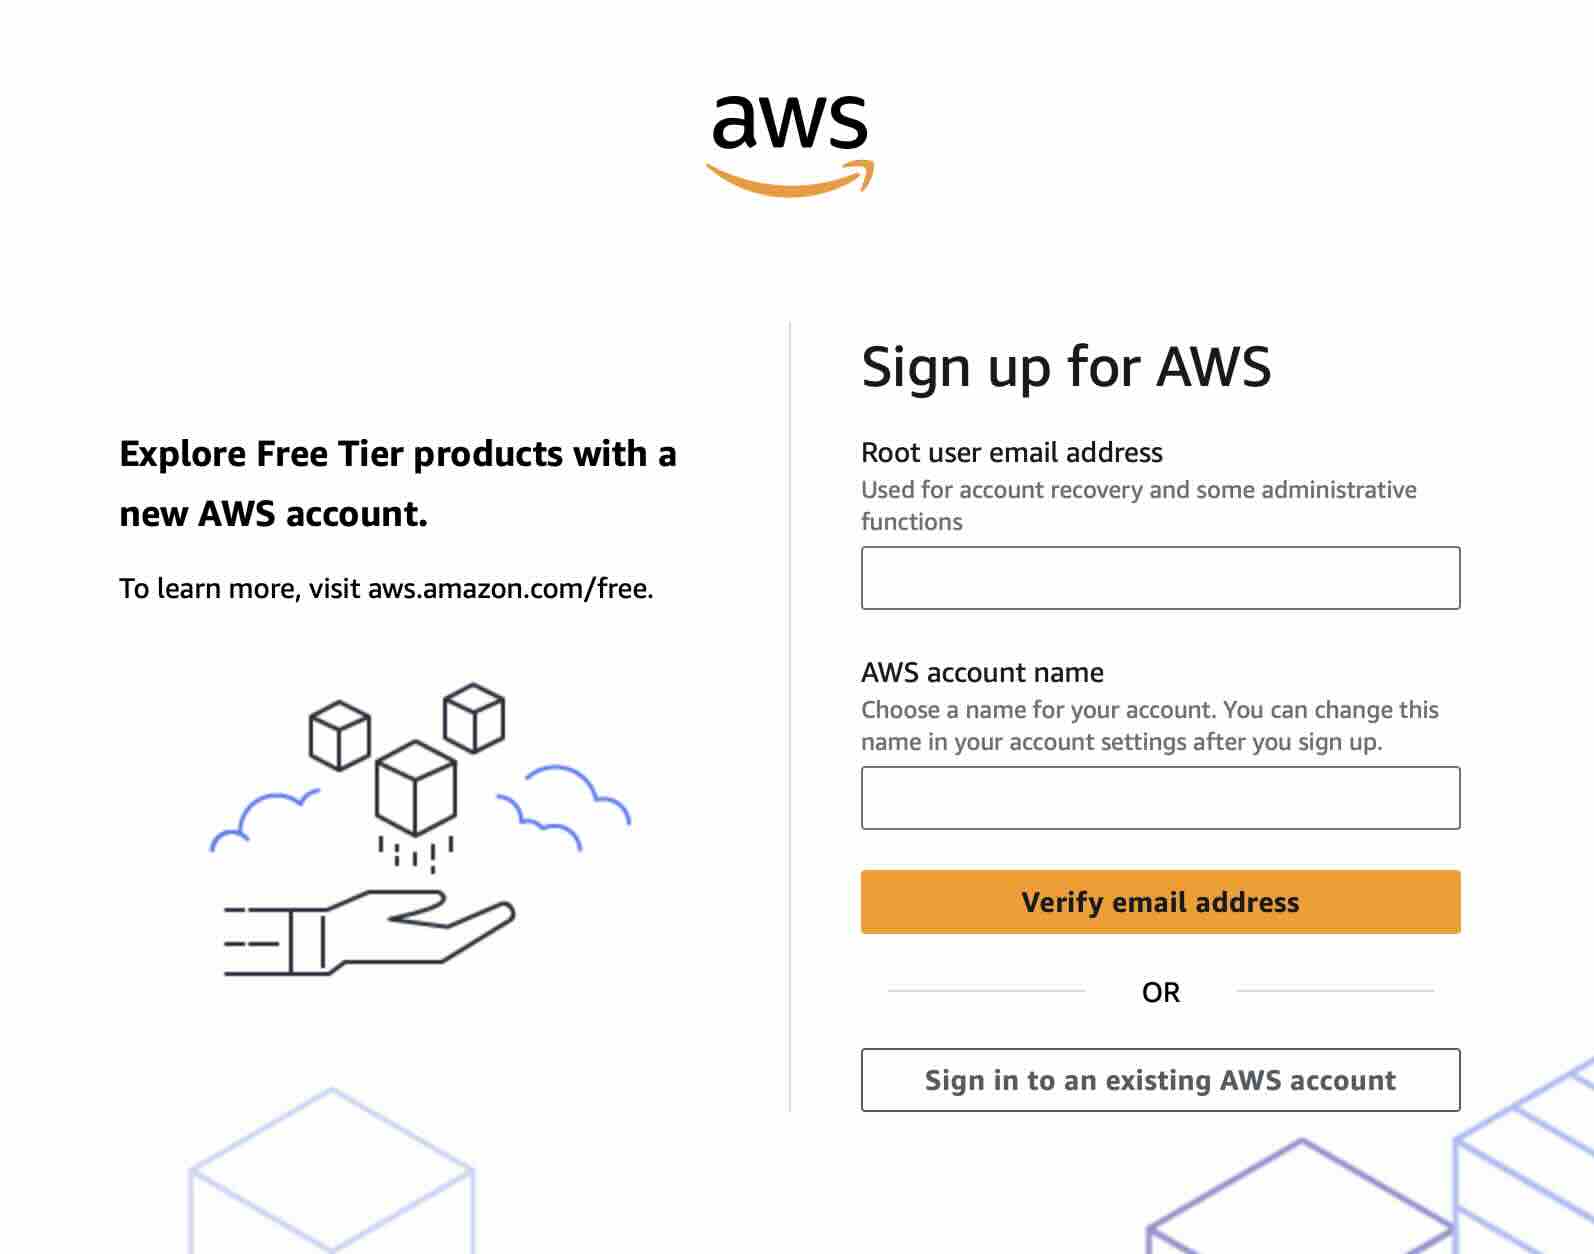 aws
Explore Free Tier products with a
new AWS account.
To learn more, visit aws.amazon.com/free.
Sign up for AWS
Root user email address
Used for account recovery and some administrative
functions
AWS account name
Choose a name for your account. You can change this
name in your account settings after you sign up.
Verify email address
OR
Sign in to an existing AWS account